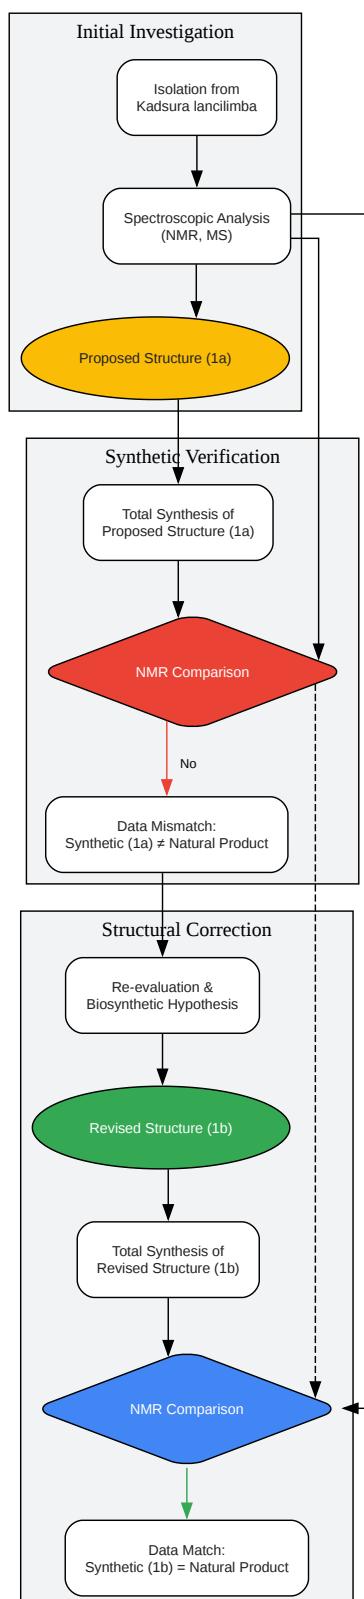 Initial Investigation
Isolation from
Kadsura lancilimba
Spectroscopic Analysis
(NMR, MS)
Proposed Structure (1a)
Synthetic Verification
Total Synthesis of
Proposed Structure (1a)
NMR Comparison
No
Data Mismatch:
Synthetic (1a) ≠ Natural Product
Structural Correction
Re-evaluation &
Biosynthetic Hypothesis
Revised Structure (1b)
Total Synthesis of
Revised Structure (1b)
NMR Comparison
Data Match:
Synthetic (1b) = Natural Product